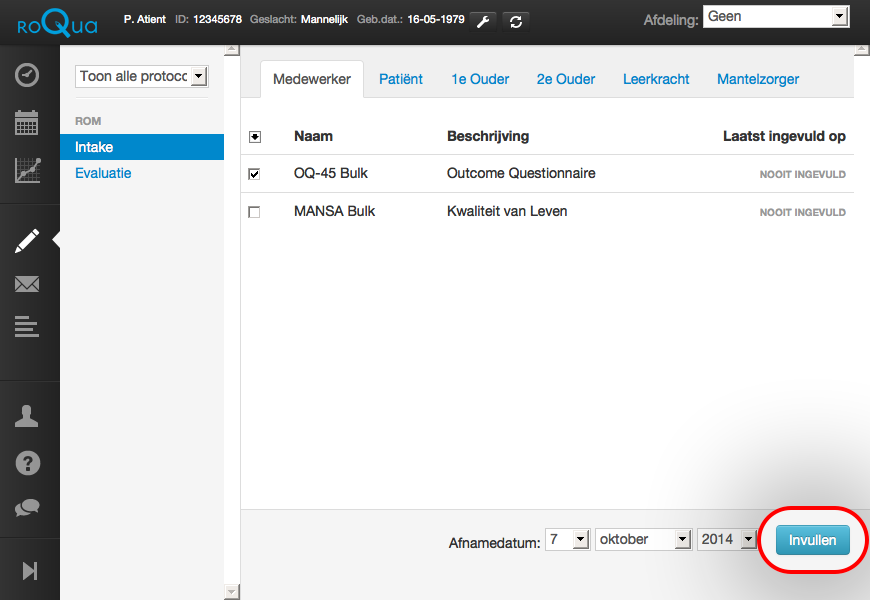 roQua P. Atient ID: 12345678 Geslacht: Mannelijk Geb.dat.: 16-05-1979 Afdeling: Geen
Toon alle protoco
Medewerker Patiënt 1e Ouder 2e Ouder Leerkracht Mantelzorger
ROM
Intake
Evaluatie
Naam Beschrijving Laatst ingevuld op
OQ-45 Bulk Outcome Questionnaire NOOIT INGEVULD
MANSA Bulk Kwaliteit van Leven NOOIT INGEVULD
Afnamedatum: 7 oktober 2014 Invullen